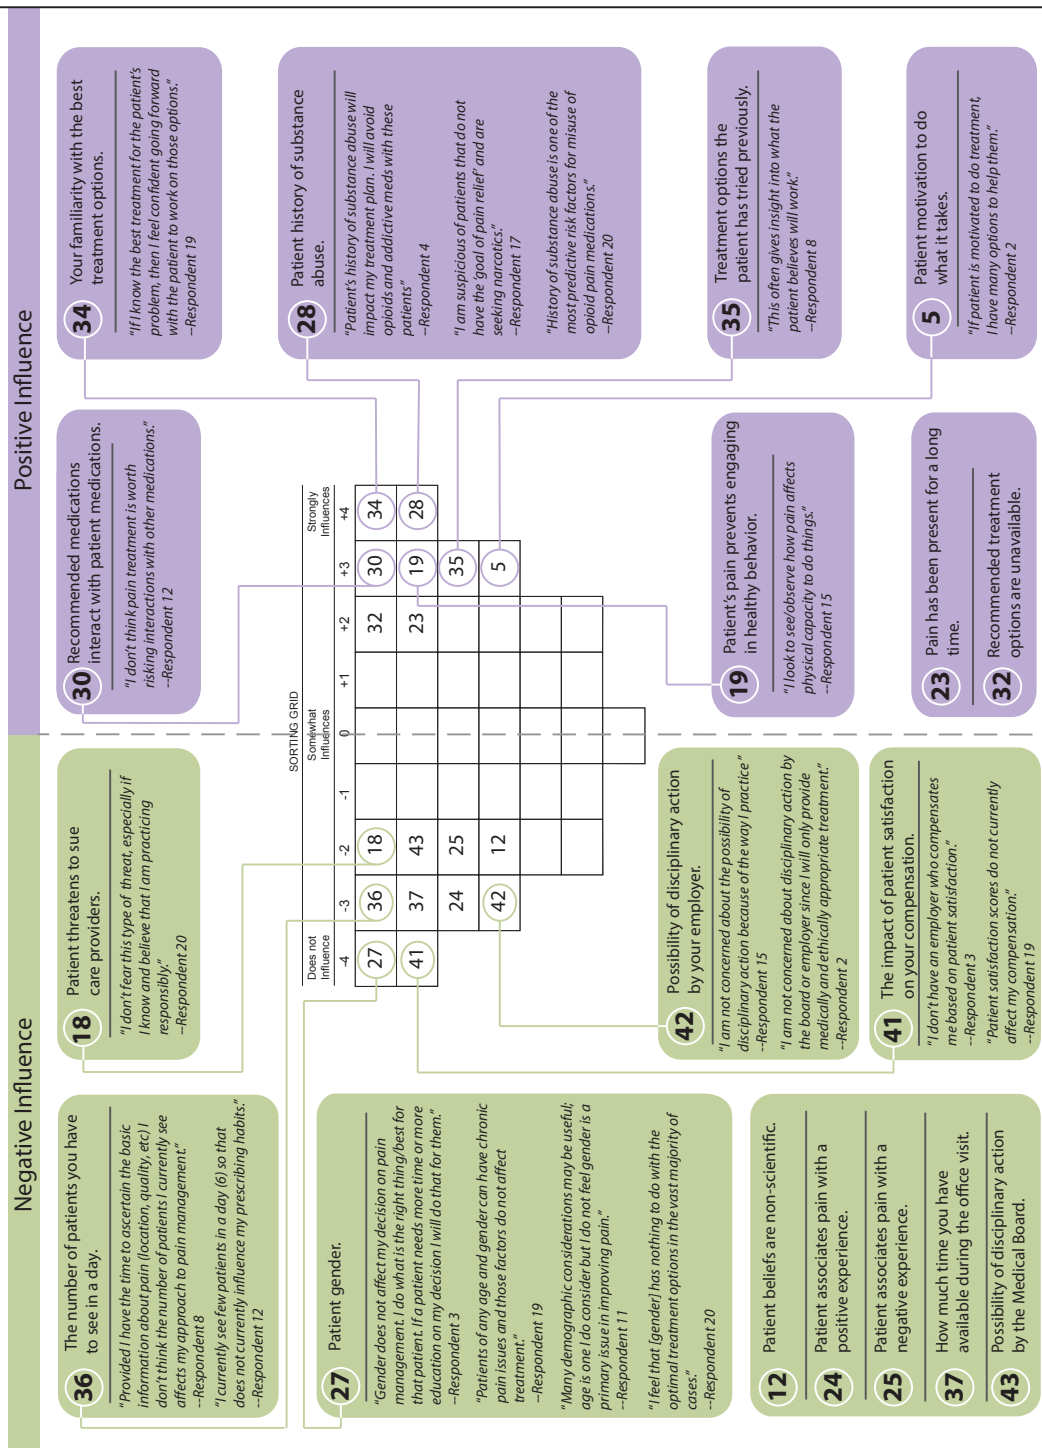 Negative Influence
Positive Influence
36
The number of patients you have
to see in a day.
"Provided I have the time to ascertain the basic
information about pain (location, quality, etc) I
don't think the number of patients I currently see
affects my approach to pain management."
--Respondent 8
"I currently see few patients in a day (6) so that
does not currently influence my prescribing habits."
--Respondent 12
18
Patient threatens to sue
care providers.
"I don't fear this type of threat, especially if
I know and believe that I am practicing
responsibly."
--Respondent 20
30
Recommended medications
interact with patient medications.
"I don't think pain treatment is worth
risking interactions with other medications."
--Respondent 12
34
Your familiarity with the best
treatment options.
"If I know the best treatment for the patient's
problem, then I feel confident going forward
with the patient to work on those options."
--Respondent 19
27
Patient gender.
"Gender does not affect my decision on pain
management. I do what is the right thing/best for
that patient. If a patient needs more time or more
education on my decision I will do that for them."
--Respondent 3
"Patients of any age and gender can have chronic
pain issues and those factors do not affect
treatment."
--Respondent 19
"Many demographic considerations may be useful;
age is one I do consider but I do not feel gender is a
primary issue in improving pain."
--Respondent 11
"I feel that [gender] has nothing to do with the
optimal treatment options in the vast majority of
cases."
--Respondent 20
SORTING GRID
Does not
Influence
Somewhat
Influences
Strongly
Influences
-4 -3 -2 -1 0 +1 +2 +3 +4
27 36 18 32 30 34
41 37 43 23 19 28
24 25 35
42 12 5
28
Patient history of substance
abuse.
"Patient's history of substance abuse will
impact my treatment plan. I will avoid
opioids and addictive meds with these
patients"
--Respondent 4
"I am suspicious of patients that do not
have the 'goal of pain relief' and are
seeking narcotics."
--Respondent 17
"History of substance abuse is one of the
most predictive risk factors for misuse of
opioid pain medications."
--Respondent 20
42
Possibility of disciplinary action
by your employer.
"I am not concerned about the possibility of
disciplinary action because of the way I practice"
--Respondent 15
"I am not concerned about disciplinary action by
the board or employer since I will only provide
medically and ethically appropriate treatment."
--Respondent 2
19
Patient's pain prevents engaging
in healthy behavior.
"I look to see/observe how pain affects
physical capacity to do things."
--Respondent 15
35
Treatment options the
patient has tried previously.
"This often gives insight into what the
patient believes will work."
--Respondent 8
12
Patient beliefs are non-scientific.
24
Patient associates pain with a
positive experience.
25
Patient associates pain with a
negative experience.
37
How much time you have
available during the office visit.
43
Possibility of disciplinary action
by the Medical Board.
41
The impact of patient satisfaction
on your compensation.
"I don't have an employer who compensates
me based on patient satisfaction."
--Respondent 3
"Patient satisfaction scores do not currently
affect my compensation."
--Respondent 19
23
Pain has been present for a long
time.
32
Recommended treatment
options are unavailable.
5
Patient motivation to do
what it takes.
"If patient is motivated to do treatment,
I have many options to help them."
--Respondent 2